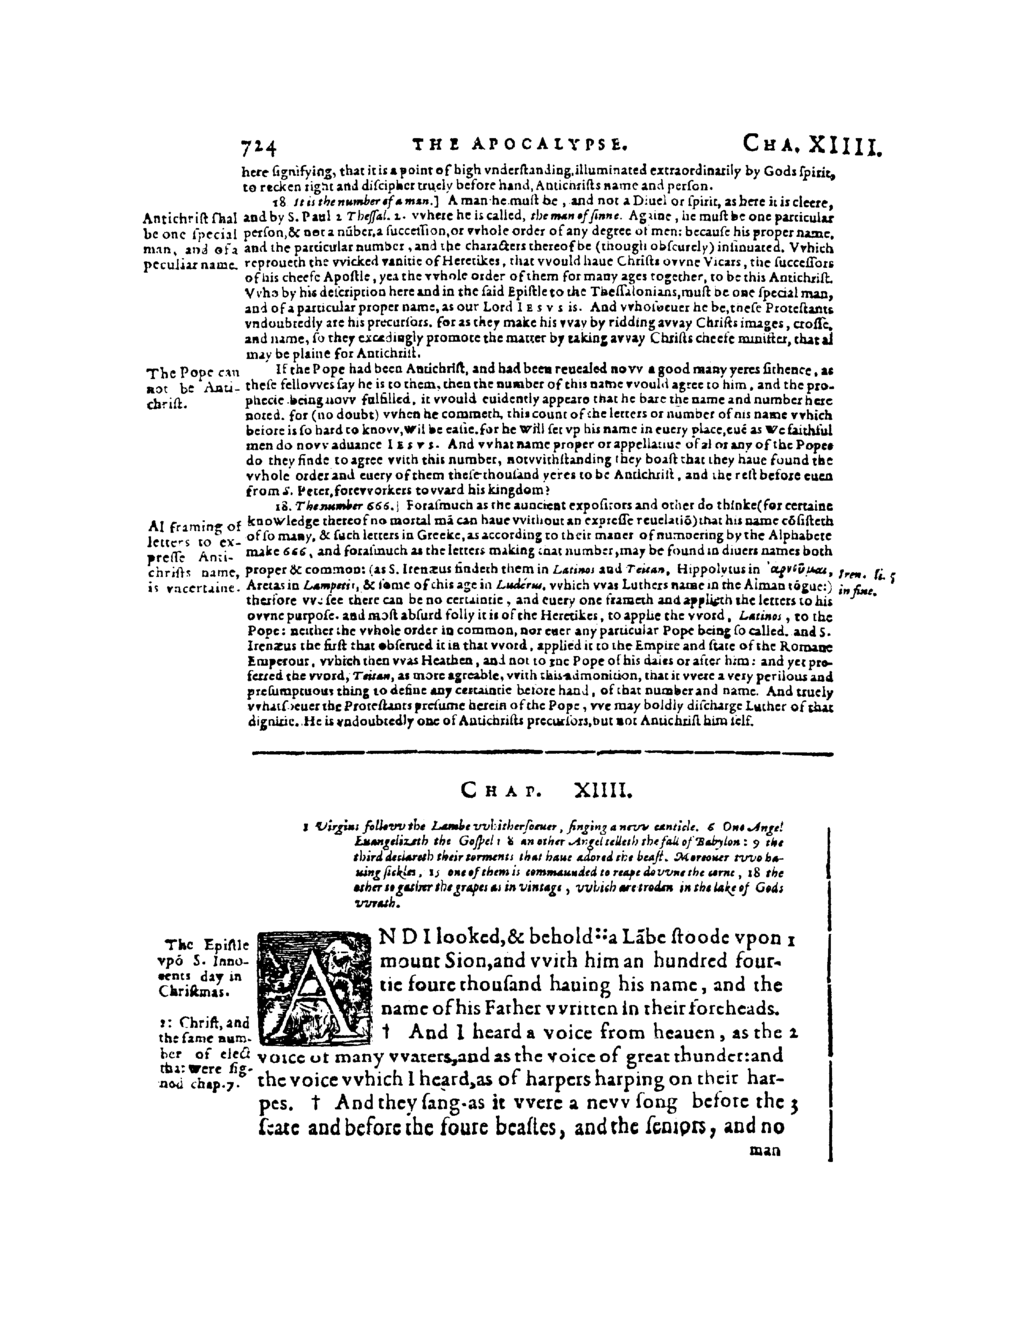 724 THE APOCALYPSE. CHA. XIIII.
here ſignifying, that it is a point of high vnderſtanding, illuminated extraordinarily by Gods ſpirit,
to recken right and diſcipher truely before hand, Antichriſts name and perſon.
18 It is the number of a man.] A man he muſt be, and not a Diuel or ſpirit, as here it is cleere,
and by S. Paul 2 Theſſal. 2. vvhere he is called, the man of ſinne. Againe, he muſt be one particular
perſon, & not a nūber, a ſucceſſion, or vvhole order of any degree of men: becauſe his proper name,
and the particular number, and the characters thereof be (though obſcurely) inſinuated. Vvhich
reproueth the vvicked vanitie of Heretikes, that vvould haue Chriſts ovvne Vicars, the ſucceſſors
of his cheefe Apoſtle, yea the vvhole order of them for many ages together, to be this Antichriſt.
Vvho by his deſcription here and in the ſaid Epiſtle to the Theſſalonians, muſt be one ſpecial man,
and of a particular proper name, as our Lord IESVS is. And vvhoſoeuer he be, theſe Proteſtants
vndoubtedly are his precurſors. for as they make his vvay by ridding avvay Chriſts images, croſſe,
and name, ſo they excedingly promote the matter by taking avvay Chriſts cheefe miniſter, that al
may be plaine for Antichriſt.
Antichriſt ſhal
be one ſpecial
man, and of a
peculiar name.
If the Pope had been Antichriſt, and had been reuealed novv a good many yeres ſithence, as
theſe fellovves ſay he is to them, then the number of this name vvould agree to him, and the pro-
phecie being novv fulfilled, it vvould euidently appeare that he bare the name and number here
noted. for (no doubt) vvhen he commeth, this count of the letters or number of his name vvhich
before is ſo hard to knovv, wil be eaſie. for he will ſet vp his name in euery place, euē as we faithful
men do novv aduance IESVS. And vvhat name proper or appellatiue of al or any of the Popes
do they finde to agree vvith this number, notvvithſtanding they boaſt that they haue found the
vvhole order and euery of them theſe thouſand yeres to be Antichriſt, and the reſt before euen
from S. Peter, forevvorkers tovvard his kingdom?
The Pope can
not be Anti-
chriſt.
18. The number 666.] Foraſmuch as the auncient expoſitors and other do thinke (for certaine
knowledge thereof no mortal mā can haue vvithout an expreſſe reuelatiō) that his name cōſiſteth
of ſo many, & ſuch letters in Greeke, as according to their maner of numbering by the Alphabete
make 666, and foraſmuch as the letters making that number, may be found in diuers names both
proper & common: (as S. Irenæus findeth them in Latinos and Teitan, Hippolytus in ἀρνοῦμαι,
Aretas in Lampetis, & ſome of this age in Ludērus, vvhich vvas Luthers name in the Alman tōgue:)
therfore vve ſee there can be no certaintie, and euery one frameth and applieth the letters to his
ovvne purpoſe. and moſt abſurd folly it is of the Heretikes, to applie the vvord, Latinos, to the
Pope: neither the vvhole order in common, nor euer any particular Pope being ſo called. and S.
Irenæus the firſt that obſerued it in that vvord, applied it to the Empire and ſtate of the Romane
Emperour, vvhich then vvas Heathen, and not to the Pope of his daies or after him: and yet pre-
ferred the vvord, Teitan, as more agreable, vvith this admonition, that it vvere a very perilous and
preſumptuous thing to define any certaintie before hand, of that number and name. And truely
vvhatſoeuer the Proteſtants preſume herein of the Pope, vve may boldly diſcharge Luther of that
dignitie. He is vndoubtedly one of Antichriſts precurſors, but not Antichriſt him ſelf.
Al framing of
letters to ex-
preſſe Anti-
chriſts name,
is vncertaine.
Iren. li. 5
in fine.
CHAP. XIIII.
1 Virgins follovv the Lambe vvhitherſoeuer, ſinging a nevv canticle. 6 One Angel
Euangelizeth the Goſpel: 8 an other Angel telleth the fall of Babylon: 9 the
third declareth their torments that haue adored the beaſt. Moreouer tvvo ha-
uing ſickles, 15 one of them is commaunded to reape dovvne the corne, 18 the
other to gather the grapes as in vintage, vvhich are troden in the lake of Gods
vvrath.
AND I looked, & behold :: a Lābe ſtoode vpon 1
mount Sion, and vvith him an hundred four-
tie foure thouſand hauing his name, and the
name of his Father vvritten in their foreheads.
† And I heard a voice from heauen, as the 2
voice of many vvaters, and as the voice of great thunder: and
the voice vvhich I heard, as of harpers harping on their har-
pes. † And they ſang as it vvere a nevv ſong before the 3
ſeate and before the foure beaſtes, and the ſeniors, and no
man
The Epiſtle
vpō S. Inno-
cents day in
Chriſtmas.
:: Chriſt, and
the ſame num-
ber of elect
that were ſig-
ned chap. 7.